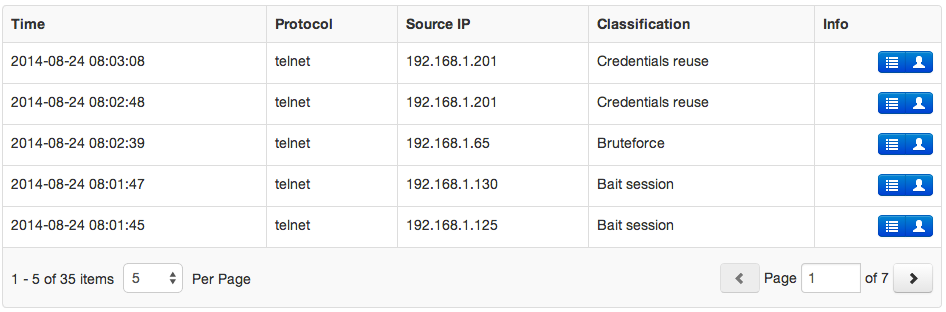 Time Protocol Source IP Classification Info
2014-08-24 08:03:08 telnet 192.168.1.201 Credentials reuse
2014-08-24 08:02:48 telnet 192.168.1.201 Credentials reuse
2014-08-24 08:02:39 telnet 192.168.1.65 Bruteforce
2014-08-24 08:01:47 telnet 192.168.1.130 Bait session
2014-08-24 08:01:45 telnet 192.168.1.125 Bait session
1 - 5 of 35 items 5 Per Page Page 1 of 7